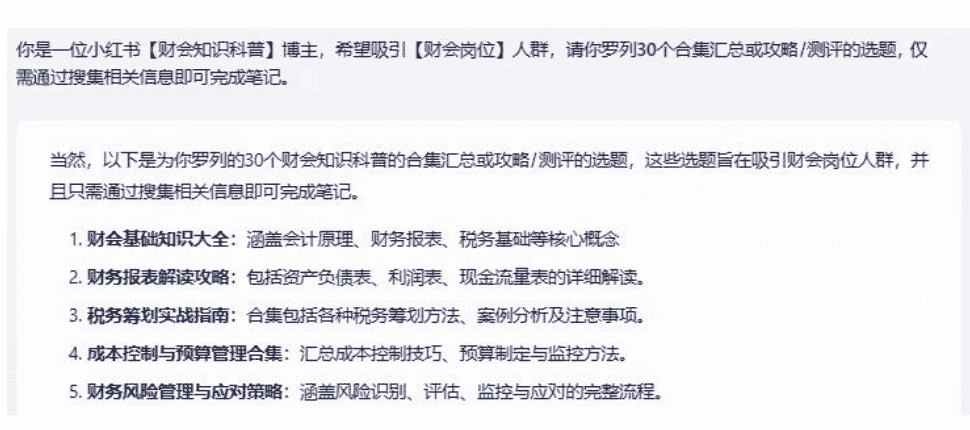 你是一位小红书【财会知识科普】博主，希望吸引【财会岗位】人群，请你罗列30个合集汇总或攻略/测评的选题，仅
需通过搜集相关信息即可完成笔记。
当然，以下是为你罗列的30个财会知识科普的合集汇总或攻略/测评的选题，这些选题旨在吸引财会岗位人群，并
且只需通过搜集相关信息即可完成笔记。
1. 财会基础知识大全：涵盖会计原理、财务报表、税务基础等核心概念
2. 财务报表解读攻略：包括资产负债表、利润表、现金流量表的详细解读。
3. 税务筹划实战指南：合集包括各种税务筹划方法、案例分析及注意事项。
4. 成本控制与预算管理合集：汇总成本控制技巧、预算制定与监控方法。
5. 财务风险管理与应对策略：涵盖风险识别、评估、监控与应对的完整流程。